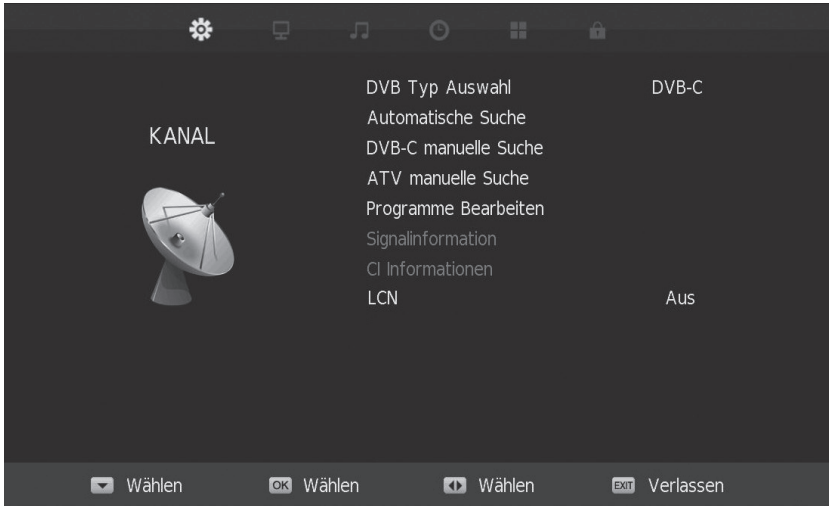 KANAL
DVB Typ Auswahl DVB-C
Automatische Suche
DVB-C manuelle Suche
ATV manuelle Suche
Programme Bearbeiten
Signalinformation
CI Informationen
LCN Aus
Wählen OK Wählen Wählen EXIT Verlassen